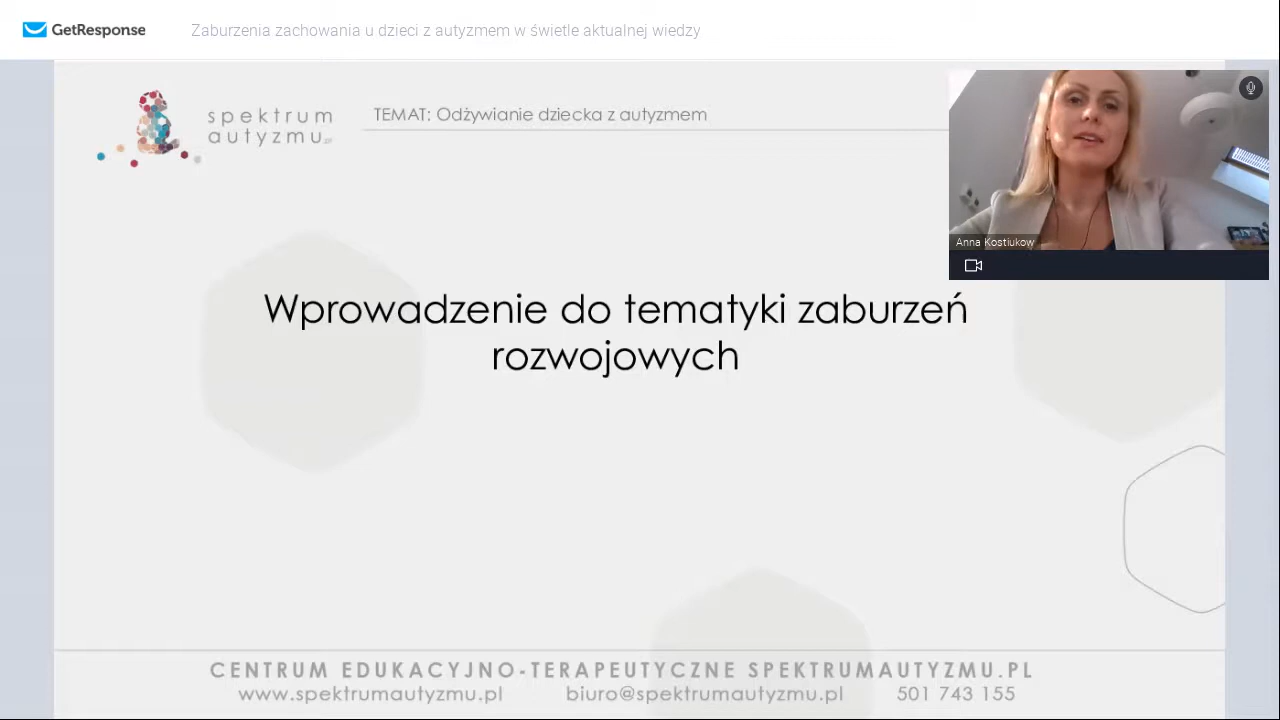 GetResponse
Zaburzenia zachowania u dzieci z autyzmem w świetle aktualnej wiedzy
spektrum
autyzmu.pl
TEMAT: Odżywianie dziecka z autyzmem
Anna Kostiukow
Wprowadzenie do tematyki zaburzeń
rozwojowych
CENTRUM EDUKACYJNO-TERAPEUTYCZNE SPEKTRUMAUTYZMU.PL
www.spektrumautyzmu.pl biuro@spektrumautyzmu.pl 501 743 155